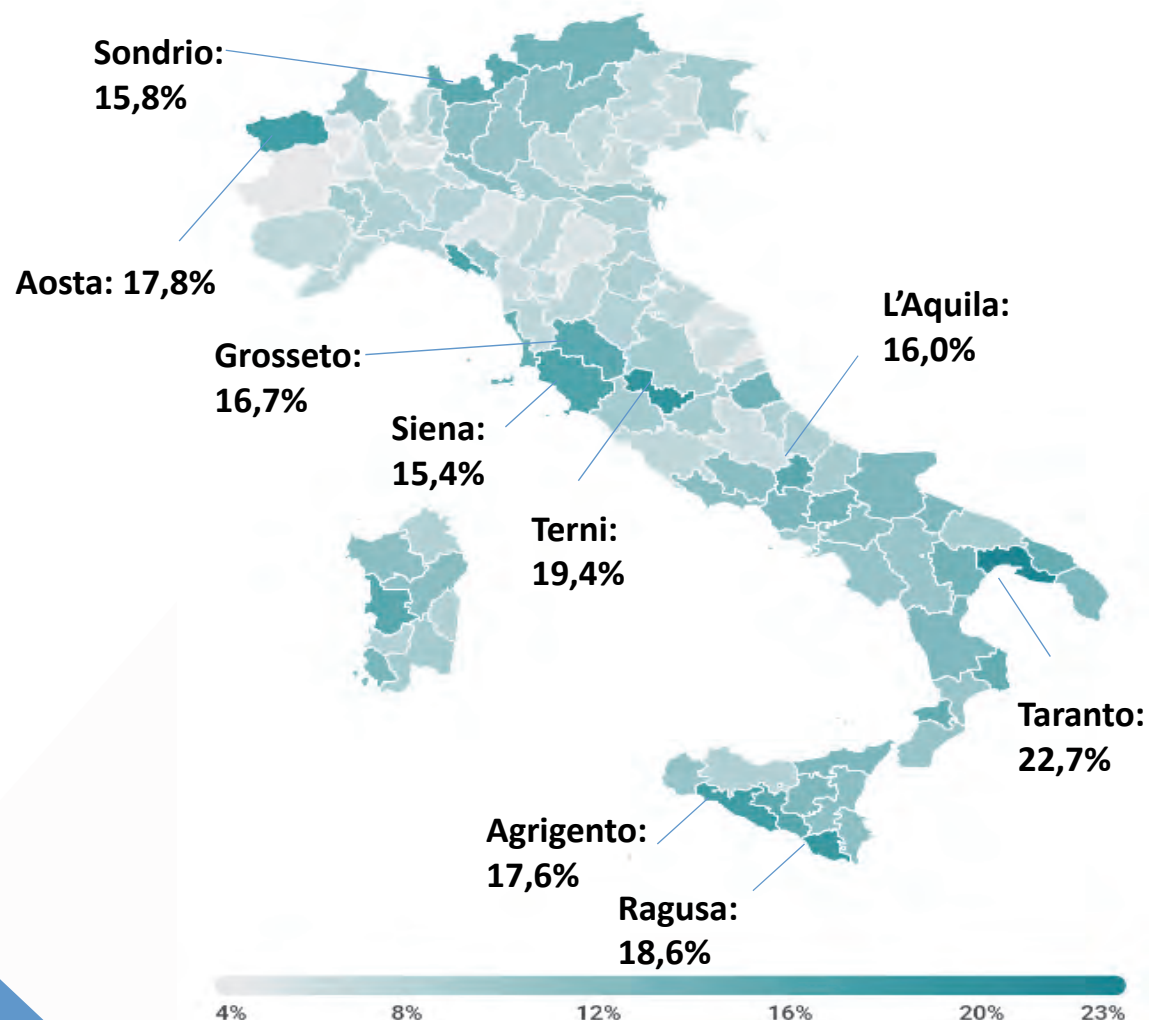 Sondrio:
15,8%
Aosta: 17,8%
Grosseto:
16,7%
Siena:
15,4%
L’Aquila:
16,0%
Terni:
19,4%
Taranto:
22,7%
Agrigento:
17,6%
Ragusa:
18,6%
4% 8% 12% 16% 20% 23%